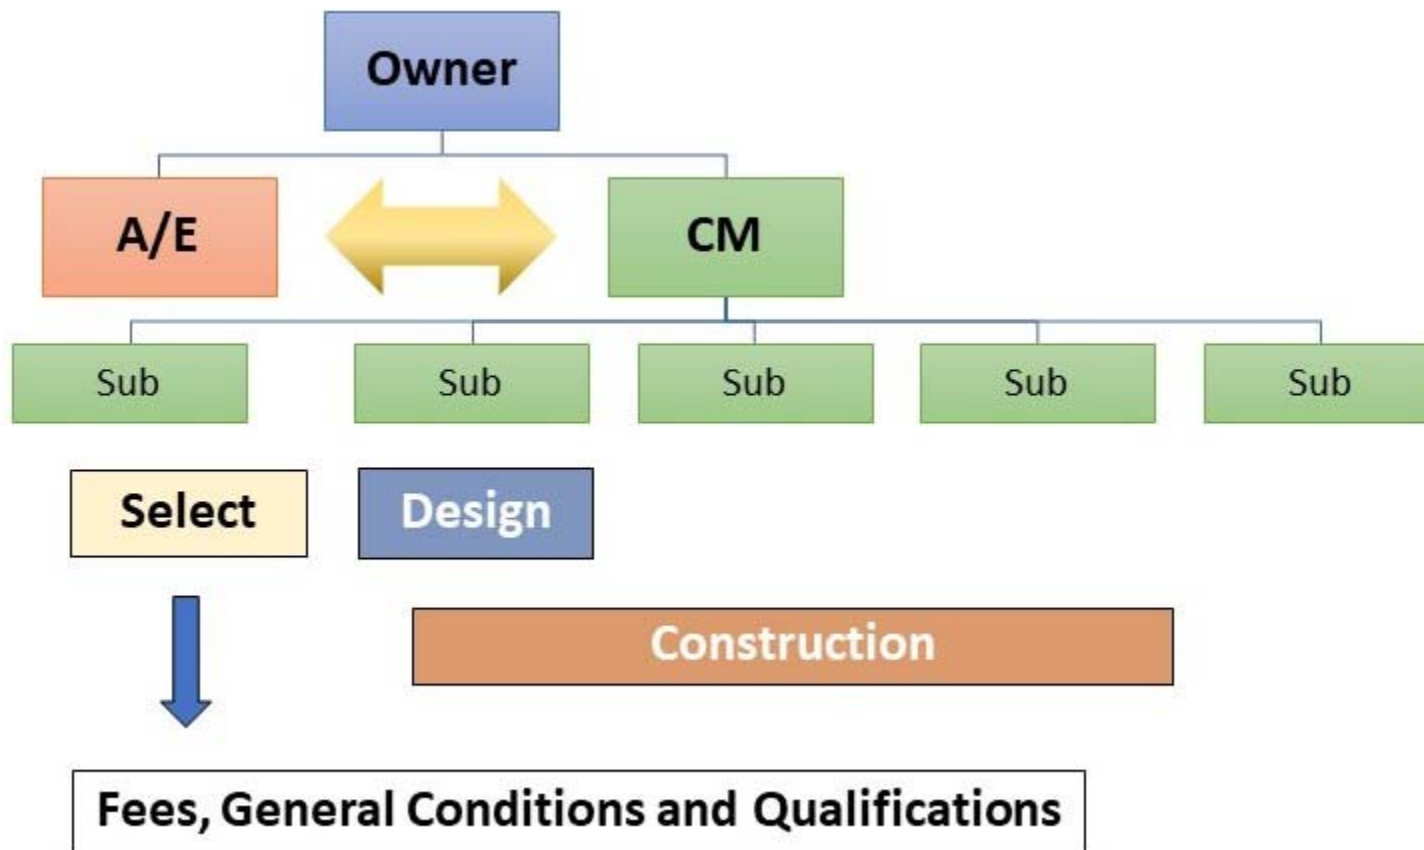 Owner
A/E
CM
Sub
Sub
Sub
Sub
Sub
Select
Design
Construction
Fees, General Conditions and Qualifications